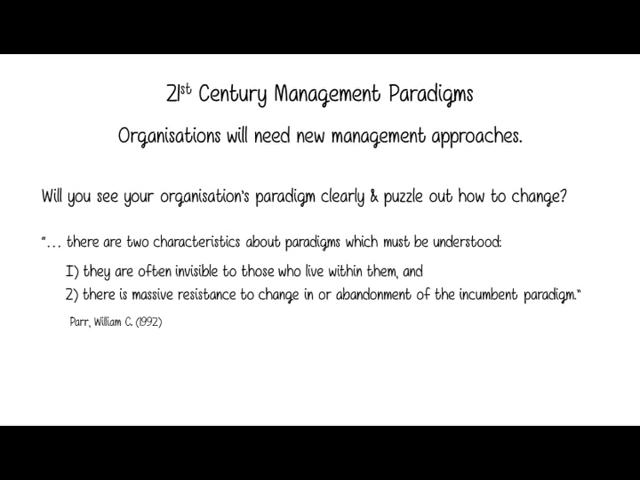 21st Century Management Paradigms
Organisations will need new management approaches.
Will you see your organisation's paradigm clearly & puzzle out how to change?
"... there are two characteristics about paradigms which must be understood:
1) they are often invisible to those who live within them, and
2) there is massive resistance to change in or abandonment of the incumbent paradigm."
Parr, William C. (1992)